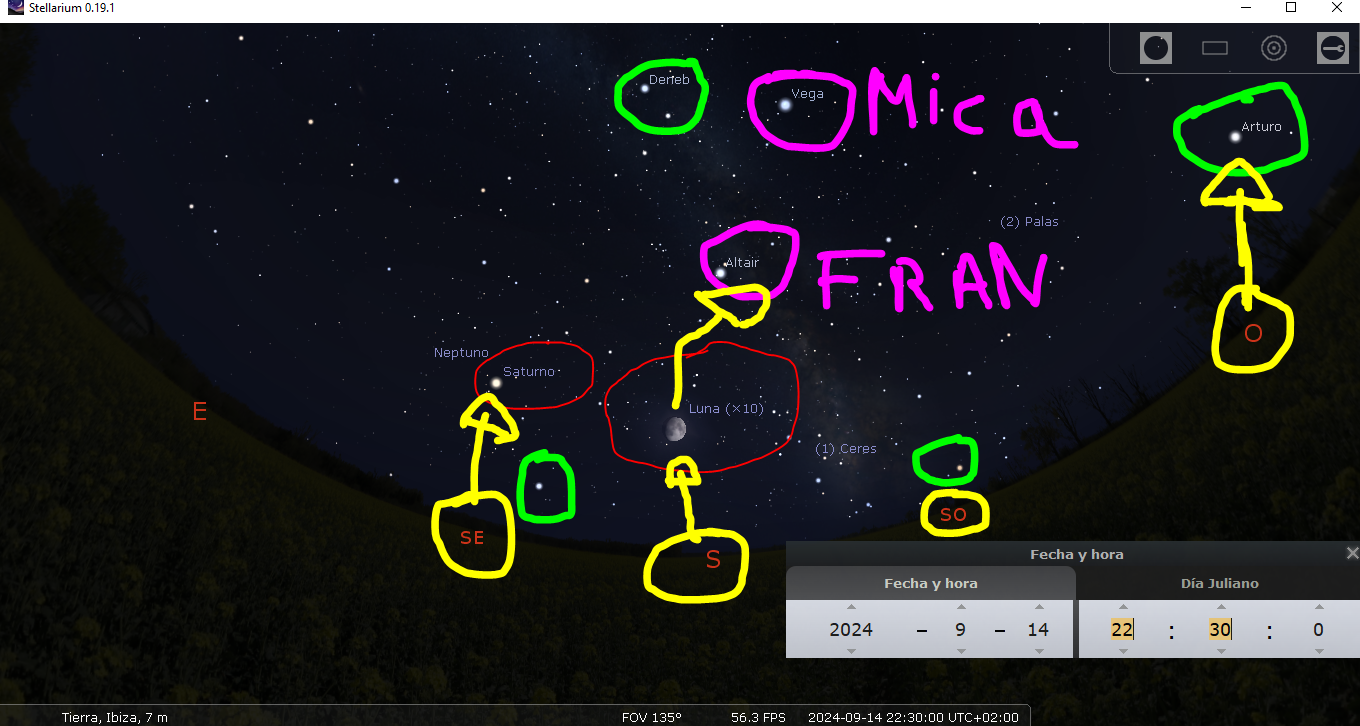 Stellarium 0.19.1
Deneb
Vega
Mica
Arturo
(2) Palas
Altair
FRAN
Neptuno
Saturno
O
E
Luna (×10)
(1) Ceres
SE
SO
S
Fecha y hora
Fecha y hora
Día Juliano
2024 – 9 – 14 22 : 30 : 0
Tierra, Ibiza, 7 m FOV 135° 56.3 FPS 2024-09-14 22:30:00 UTC+02:00